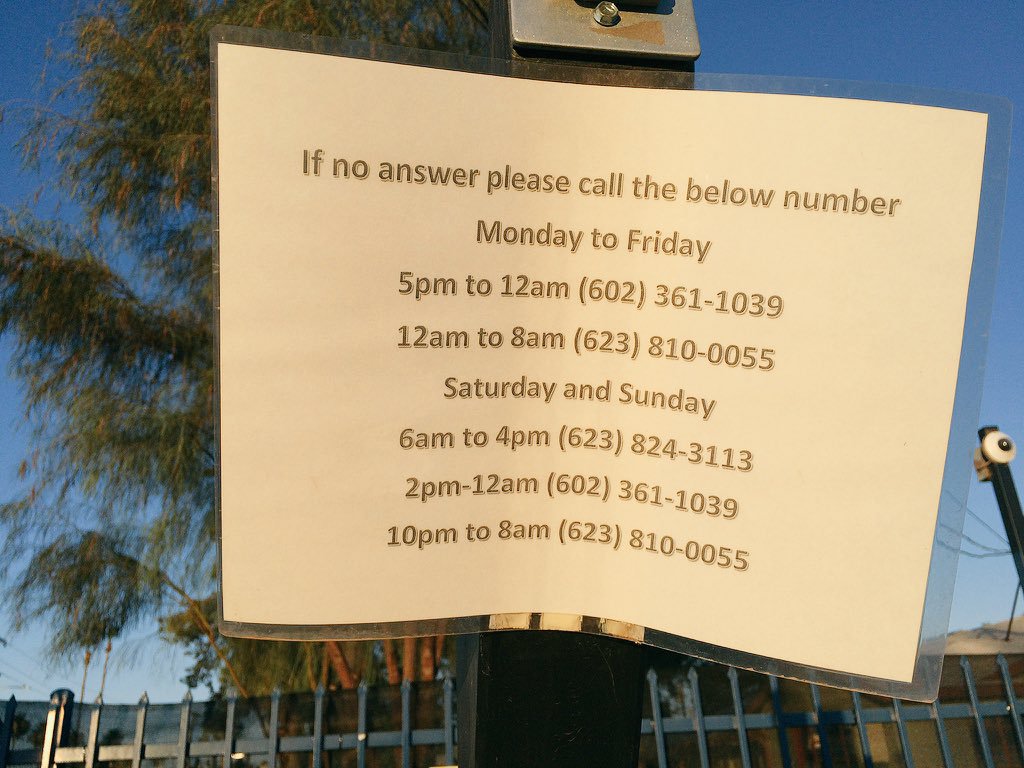 If no answer please call the below number
Monday to Friday
5pm to 12am (602) 361-1039
12am to 8am (623) 810-0055
Saturday and Sunday
6am to 4pm (623) 824-3113
2pm-12am (602) 361-1039
10pm to 8am (623) 810-0055